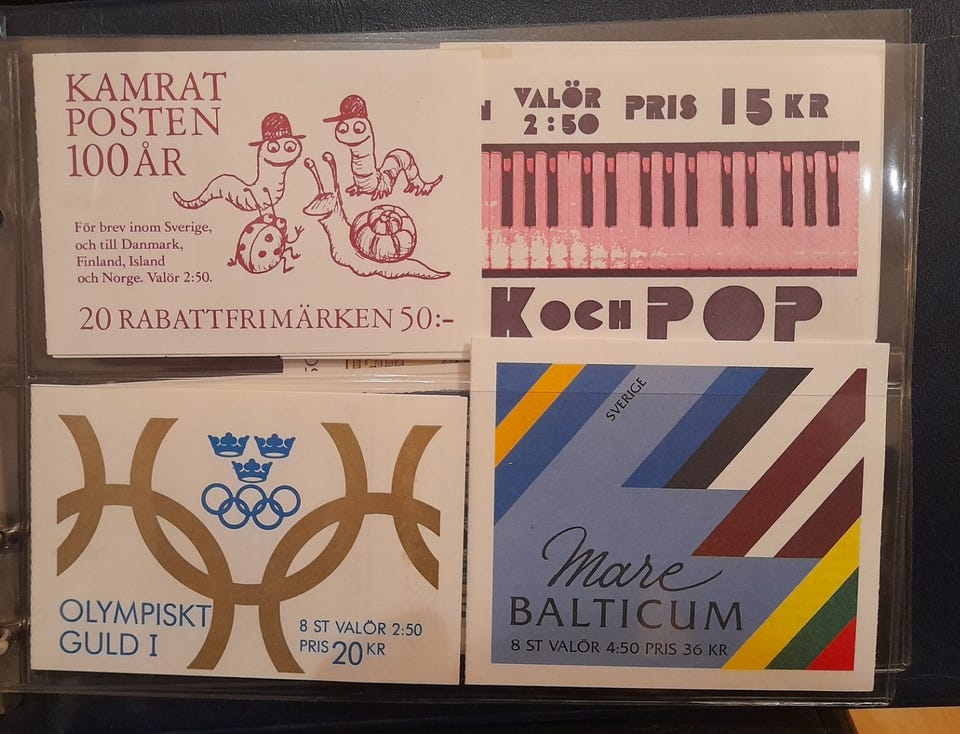 KAMRAT
POSTEN
100 ÅR
För brev inom Sverige,
och till Danmark,
Finland, Island
och Norge. Valör 2:50.
20 RABATTFRIMÄRKEN 50:-
VALÖR
2:50
PRIS 15 KR
K OCH POP
OLYMPISKT
GULD I
8 ST VALÖR 2:50
PRIS 20 KR
SVERIGE
Mare
BALTICUM
8 ST VALÖR 4:50 PRIS 36 KR